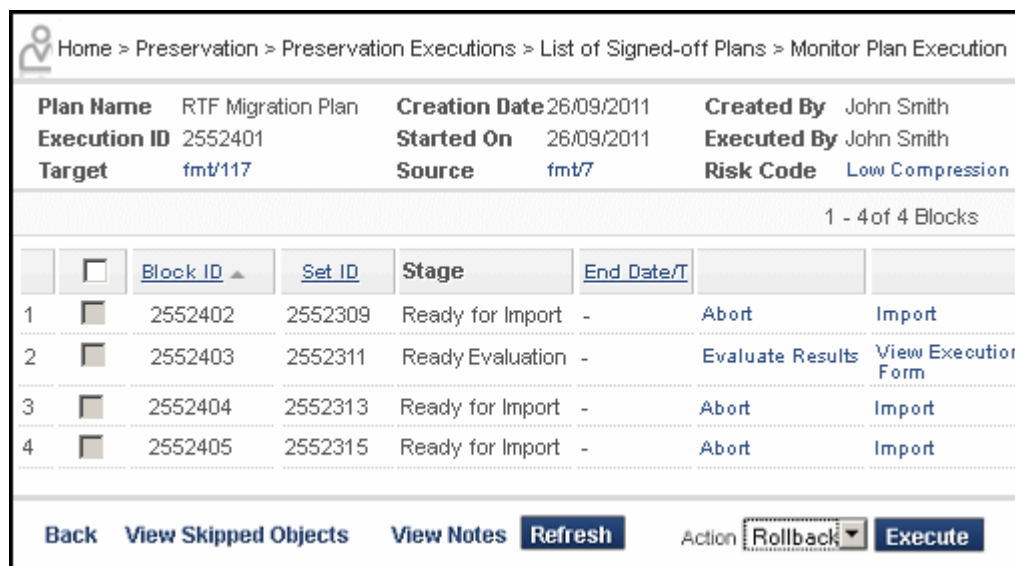 Home > Preservation > Preservation Executions > List of Signed-off Plans > Monitor Plan Execution
Plan Name RTF Migration Plan Creation Date 26/09/2011 Created By John Smith
Execution ID 2552401 Started On 26/09/2011 Executed By John Smith
Target fmt/117 Source fmt/7 Risk Code Low Compression
1 - 4 of 4 Blocks
Block ID Set ID Stage End Date/T
1 2552402 2552309 Ready for Import - Abort Import
2 2552403 2552311 Ready Evaluation - Evaluate Results View Execution
Form
3 2552404 2552313 Ready for Import - Abort Import
4 2552405 2552315 Ready for Import - Abort Import
Back View Skipped Objects View Notes Refresh Action Rollback Execute